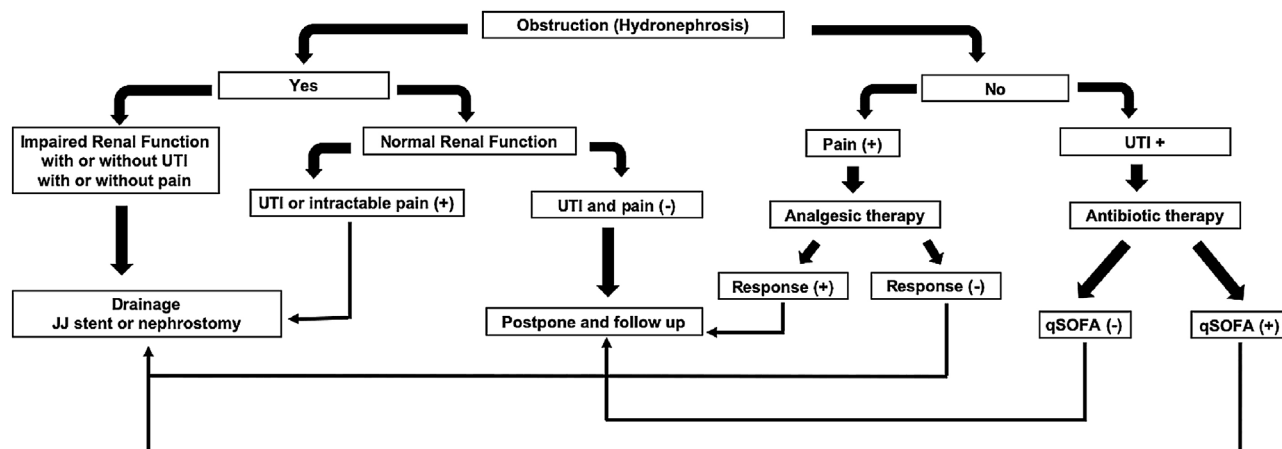 Obstruction (Hydronephrosis)
Yes
No
Impaired Renal Function
with or without UTI
with or without pain
Normal Renal Function
Pain (+)
UTI +
UTI or intractable pain (+)
UTI and pain (-)
Analgesic therapy
Antibiotic therapy
Response (+)
Response (-)
Drainage
JJ stent or nephrostomy
Postpone and follow up
qSOFA (-)
qSOFA (+)